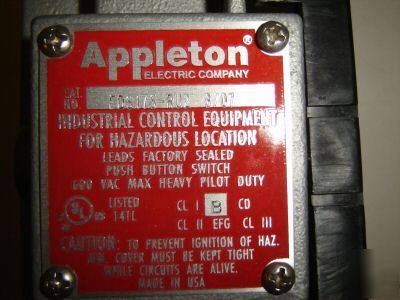 Appleton ®
ELECTRIC COMPANY
CAT. NO.
INDUSTRIAL CONTROL EQUIPMENT
FOR HAZARDOUS LOCATION
LEADS FACTORY SEALED
PUSH BUTTON SWITCH
600 VAC MAX HEAVY PILOT DUTY
UL LISTED 14TL
CL I B CD
CL II EFG CL III
CAUTION: TO PREVENT IGNITION OF HAZ.
ATM. COVER MUST BE KEPT TIGHT
WHILE CIRCUITS ARE ALIVE.
MADE IN USA